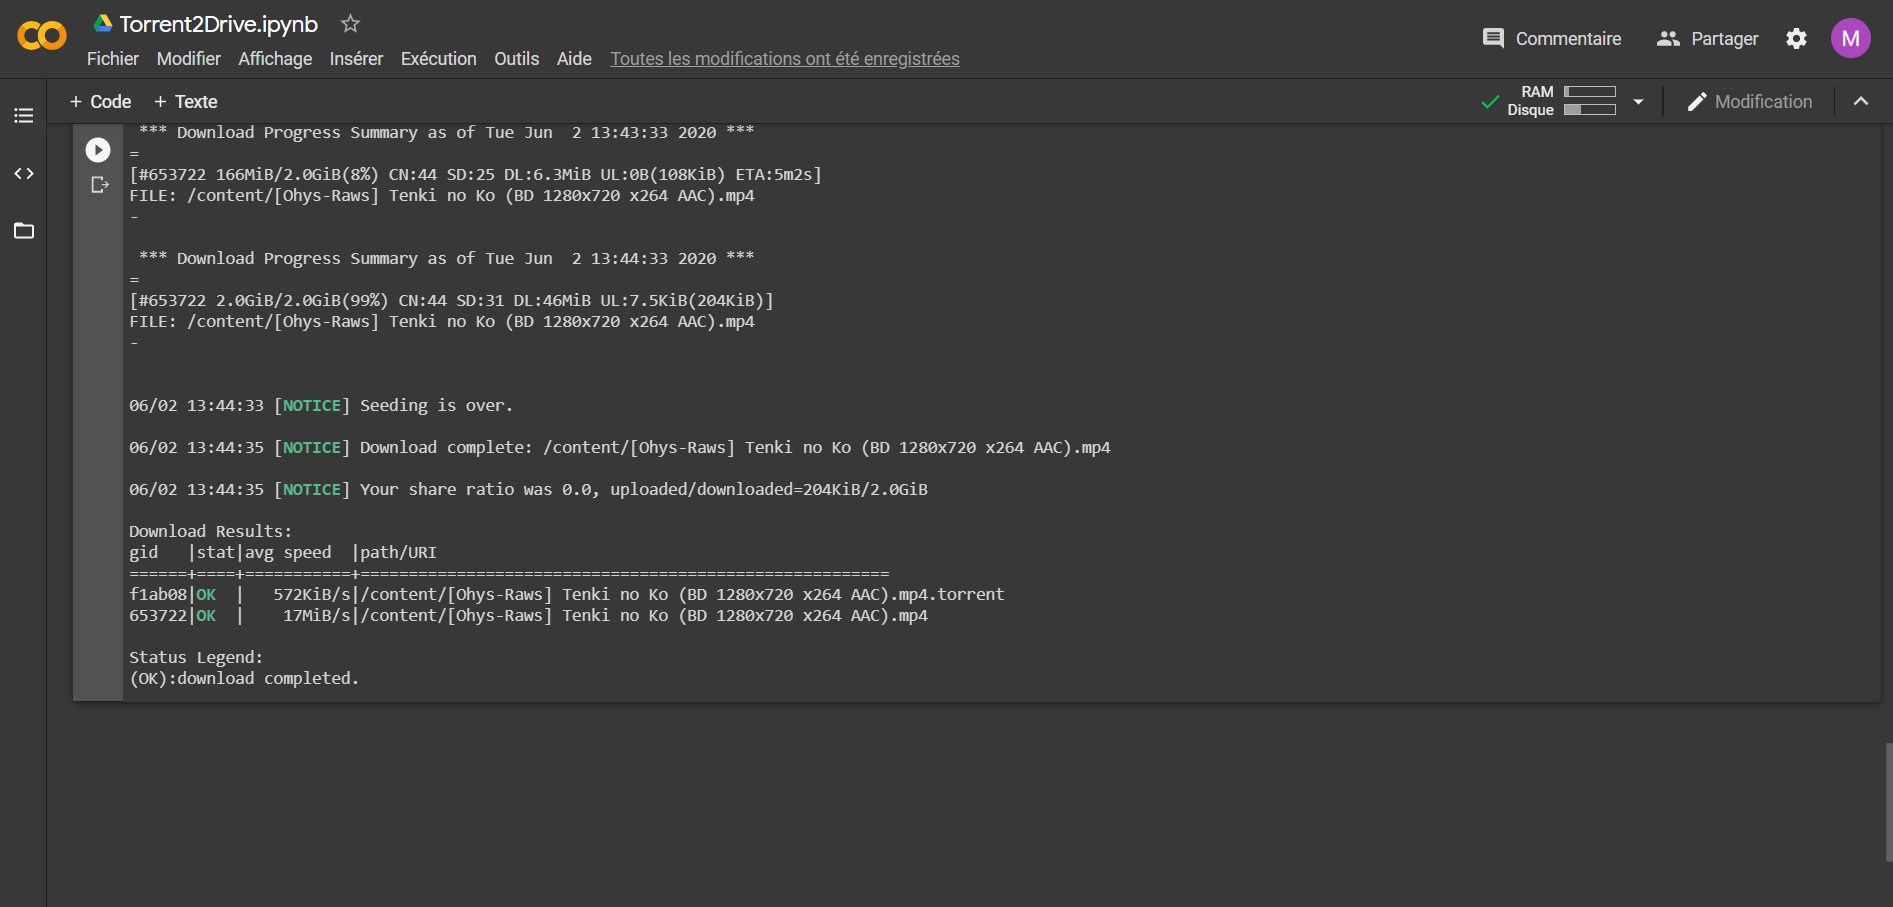 Torrent2Drive.ipynb
Fichier Modifier Affichage Insérer Exécution Outils Aide Toutes les modifications ont été enregistrées
Commentaire Partager M
+ Code + Texte
RAM
Disque
Modification
*** Download Progress Summary as of Tue Jun  2 13:43:33 2020 ***
=
[#653722 166MiB/2.0GiB(8%) CN:44 SD:25 DL:6.3MiB UL:0B(108KiB) ETA:5m2s]
FILE: /content/[Ohys-Raws] Tenki no Ko (BD 1280x720 x264 AAC).mp4
-
*** Download Progress Summary as of Tue Jun  2 13:44:33 2020 ***
=
[#653722 2.0GiB/2.0GiB(99%) CN:44 SD:31 DL:46MiB UL:7.5KiB(204KiB)]
FILE: /content/[Ohys-Raws] Tenki no Ko (BD 1280x720 x264 AAC).mp4
-
06/02 13:44:33 [NOTICE] Seeding is over.
06/02 13:44:35 [NOTICE] Download complete: /content/[Ohys-Raws] Tenki no Ko (BD 1280x720 x264 AAC).mp4
06/02 13:44:35 [NOTICE] Your share ratio was 0.0, uploaded/downloaded=204KiB/2.0GiB
Download Results:
gid   |stat|avg speed  |path/URI
======+====+===========+=======================================================
f1ab08|OK  |   572KiB/s|/content/[Ohys-Raws] Tenki no Ko (BD 1280x720 x264 AAC).mp4.torrent
653722|OK  |    17MiB/s|/content/[Ohys-Raws] Tenki no Ko (BD 1280x720 x264 AAC).mp4
Status Legend:
(OK):download completed.